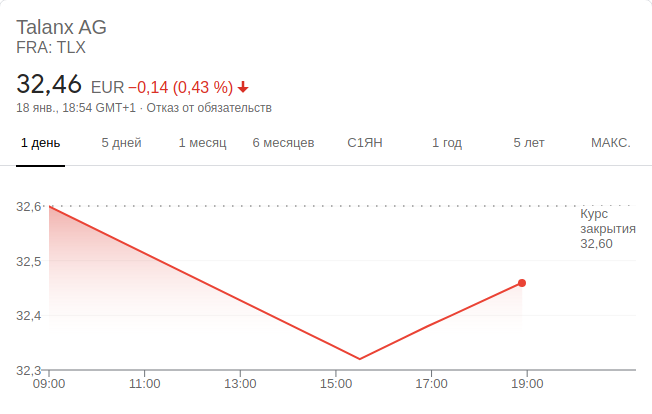 Talanx AG
FRA: TLX
32,46 EUR −0,14 (0,43 %)
18 янв., 18:54 GMT+1 · Отказ от обязательств
1 день 5 дней 1 месяц 6 месяцев С1ЯН 1 год 5 лет МАКС.
32,6
Курс
закрытия
32,60
32,5
32,4
32,3
09:00 11:00 13:00 15:00 17:00 19:00